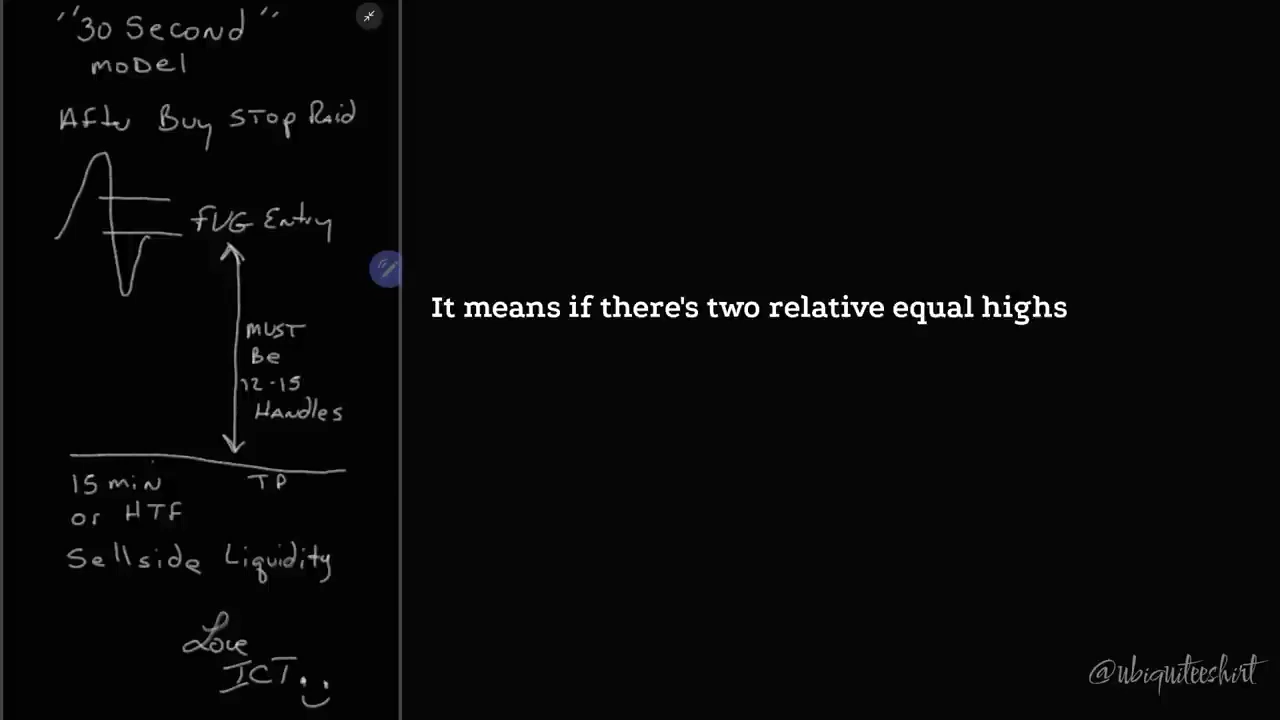 "30 Second"
moDel
After Buy STop Raid
FVG Entry
MUST
Be
12-15
HANdles
15 min
TP
or HTF
Sellside Liquidity
Love
ICT
It means if there's two relative equal highs
@ubiquiteeshirt